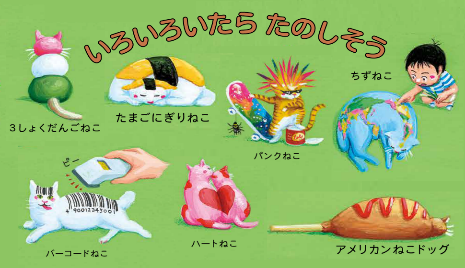 いろいろいたら たのしそう
3しょくだんごねこ
たまごにぎりねこ
パンクねこ
ちずねこ
ピー
4001234500
バーコードねこ
ハートねこ
アメリカンねこドッグ